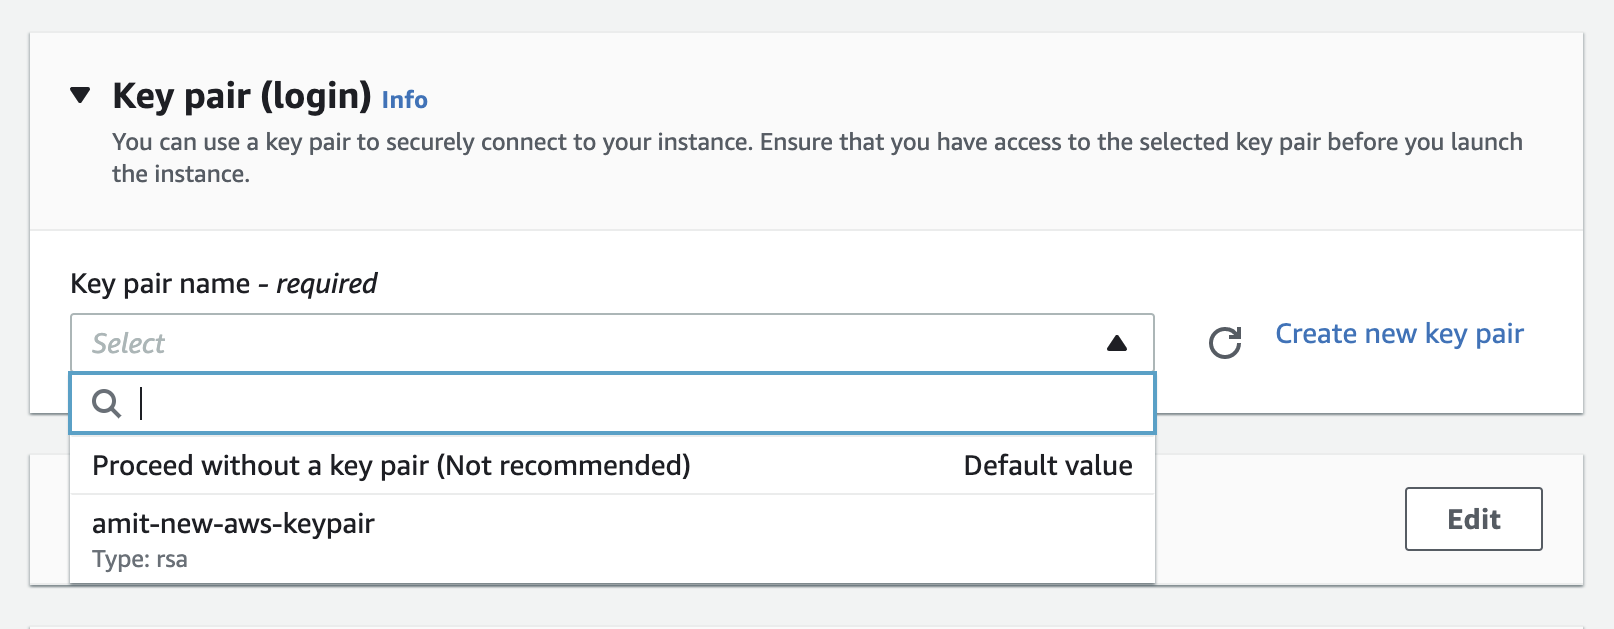 Key pair (login) Info
You can use a key pair to securely connect to your instance. Ensure that you have access to the selected key pair before you launch
the instance.
Key pair name - required
Select
Create new key pair
Proceed without a key pair (Not recommended) Default value
amit-new-aws-keypair
Type: rsa
Edit